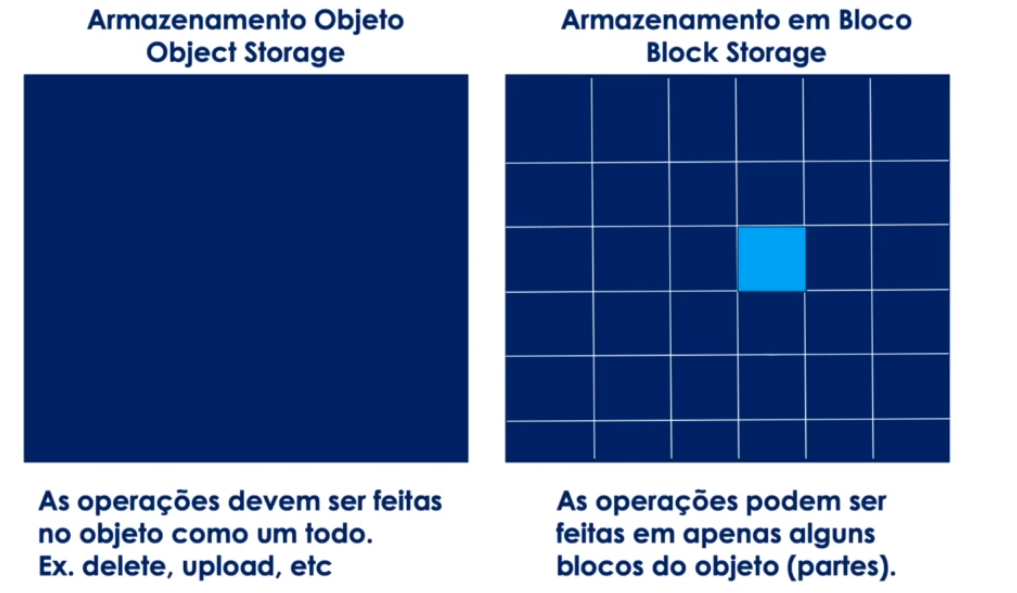 Armazenamento Objeto
Object Storage
As operações devem ser feitas
no objeto como um todo.
Ex. delete, upload, etc
Armazenamento em Bloco
Block Storage
As operações podem ser
feitas em apenas alguns
blocos do objeto (partes).